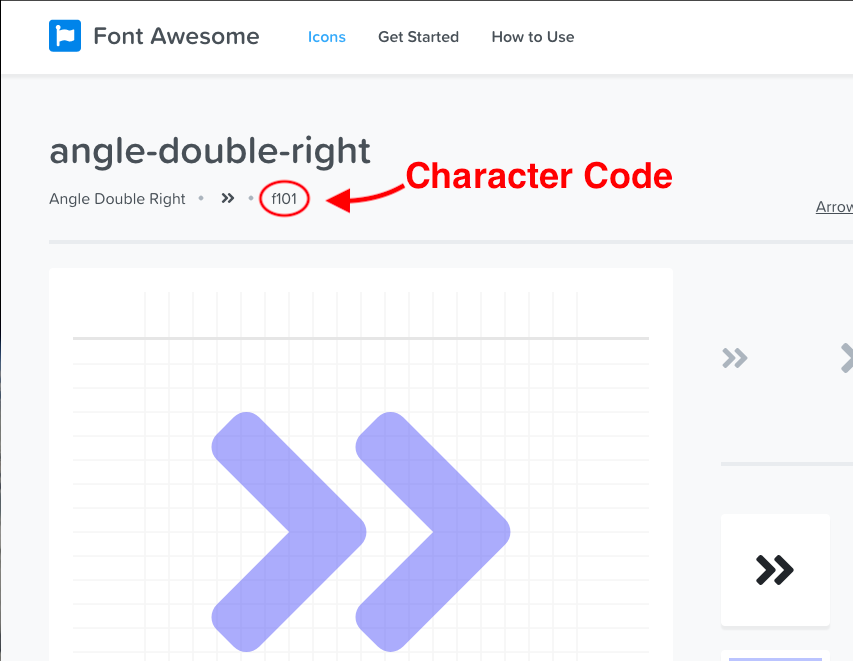 Font Awesome Icons Get Started How to Use
angle-double-right
Character Code
Angle Double Right • » • f101
Arrow